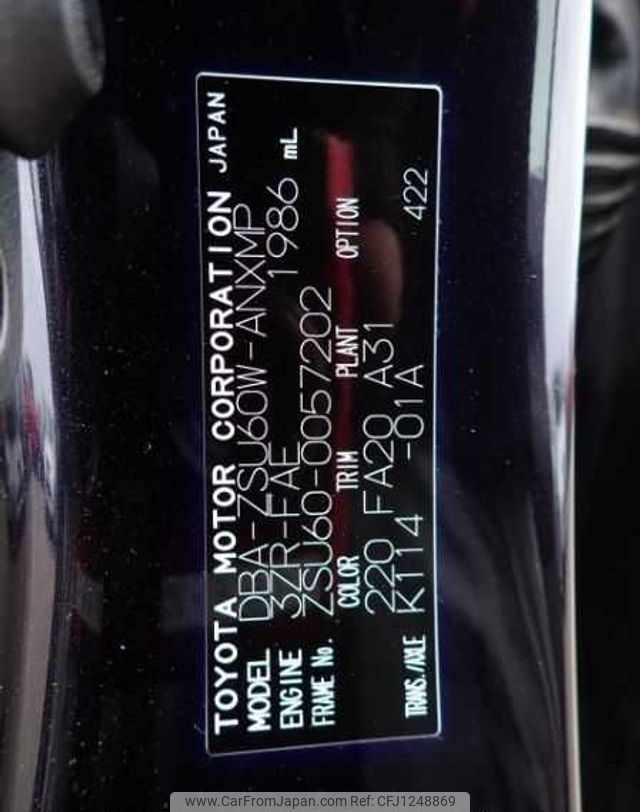 TOYOTA MOTOR CORPORATION JAPAN
MODEL DBA-ZSU60W-ANXMP
ENGINE 3ZR-FAE 1986 mL
FRAME No. ZSU60-0057202
COLOR TRIM PLANT OPTION
220 FA20 A31
TRANS./AXLE K114 -01A 422
www.CarFromJapan.com Ref No:CFJ1248869